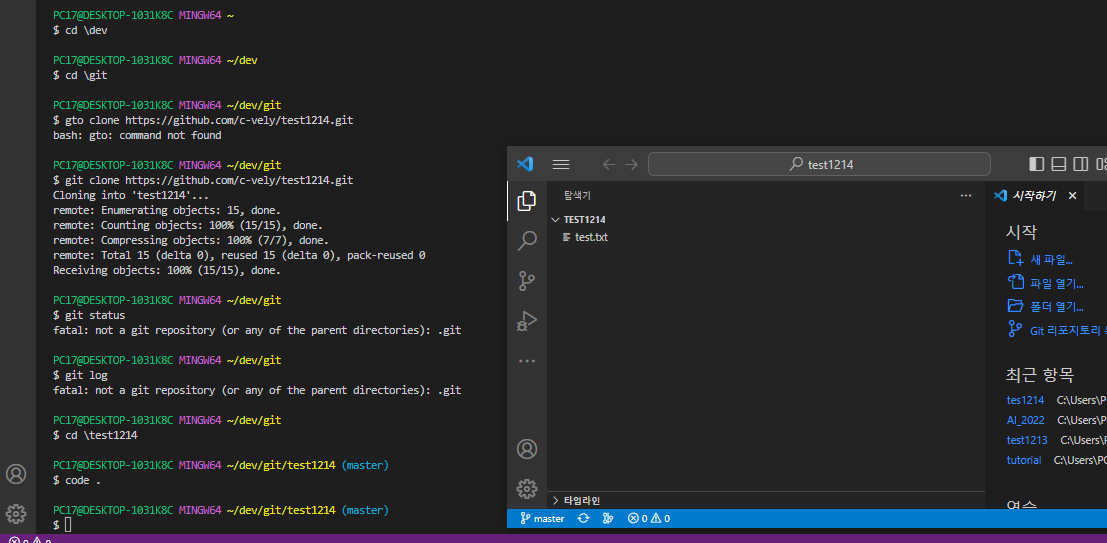 PC17@DESKTOP-1031K8C MINGW64 ~
$ cd \dev
PC17@DESKTOP-1031K8C MINGW64 ~/dev
$ cd \git
PC17@DESKTOP-1031K8C MINGW64 ~/dev/git
$ gto clone https://github.com/c-vely/test1214.git
bash: gto: command not found
PC17@DESKTOP-1031K8C MINGW64 ~/dev/git
$ git clone https://github.com/c-vely/test1214.git
Cloning into 'test1214'...
remote: Enumerating objects: 15, done.
remote: Counting objects: 100% (15/15), done.
remote: Compressing objects: 100% (7/7), done.
remote: Total 15 (delta 0), reused 15 (delta 0), pack-reused 0
Receiving objects: 100% (15/15), done.
PC17@DESKTOP-1031K8C MINGW64 ~/dev/git
$ git status
fatal: not a git repository (or any of the parent directories): .git
PC17@DESKTOP-1031K8C MINGW64 ~/dev/git
$ git log
fatal: not a git repository (or any of the parent directories): .git
PC17@DESKTOP-1031K8C MINGW64 ~/dev/git
$ cd \test1214
PC17@DESKTOP-1031K8C MINGW64 ~/dev/git/test1214 (master)
$ code .
PC17@DESKTOP-1031K8C MINGW64 ~/dev/git/test1214 (master)
$
test1214
탐색기
TEST1214
test.txt
타임라인
시작하기
시작
새 파일...
파일 열기...
폴더 열기...
Git 리포지토리
최근 항목
tes1214 C:\Users\P
AI_2022 C:\Users\P
test1213 C:\Users\P
tutorial C:\Users\P
master
0 0